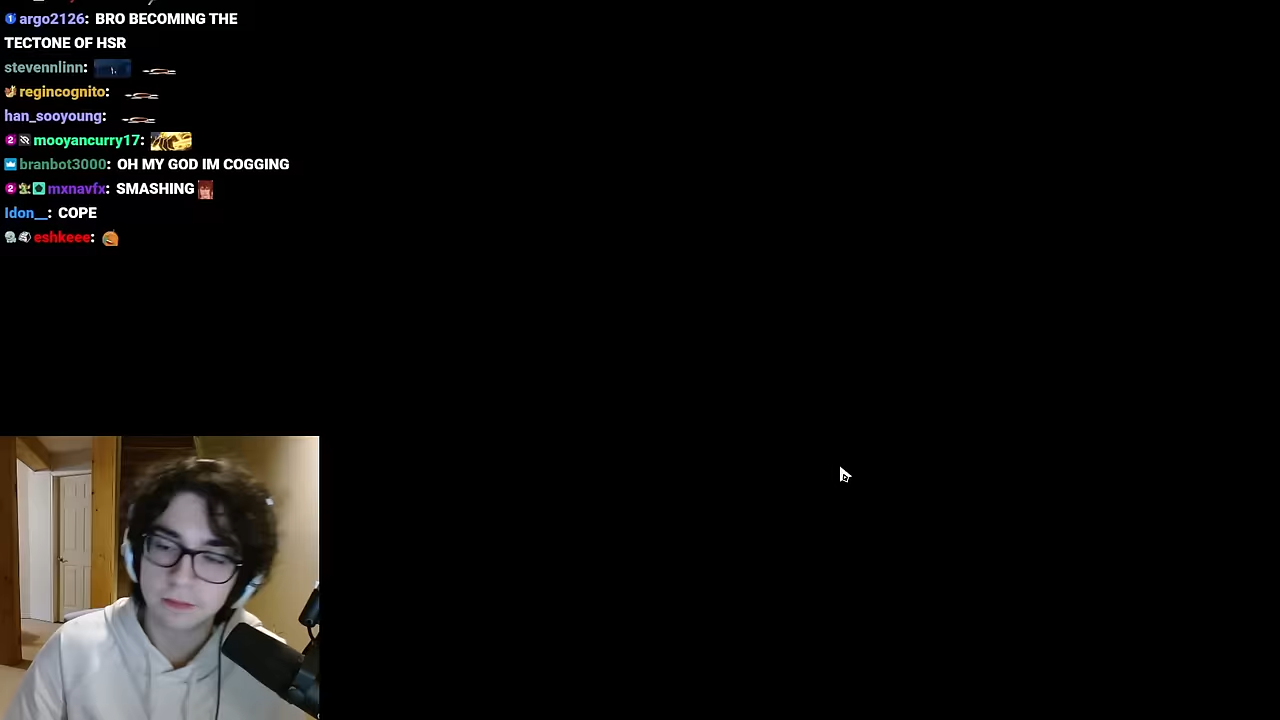 argo2126: BRO BECOMING THE
TECTONE OF HSR
stevennlinn:
regincognito:
han_sooyoung:
mooyancurry17:
branbot3000: OH MY GOD IM COGGING
mxnavfx: SMASHING
Idon__: COPE
eshkeee: